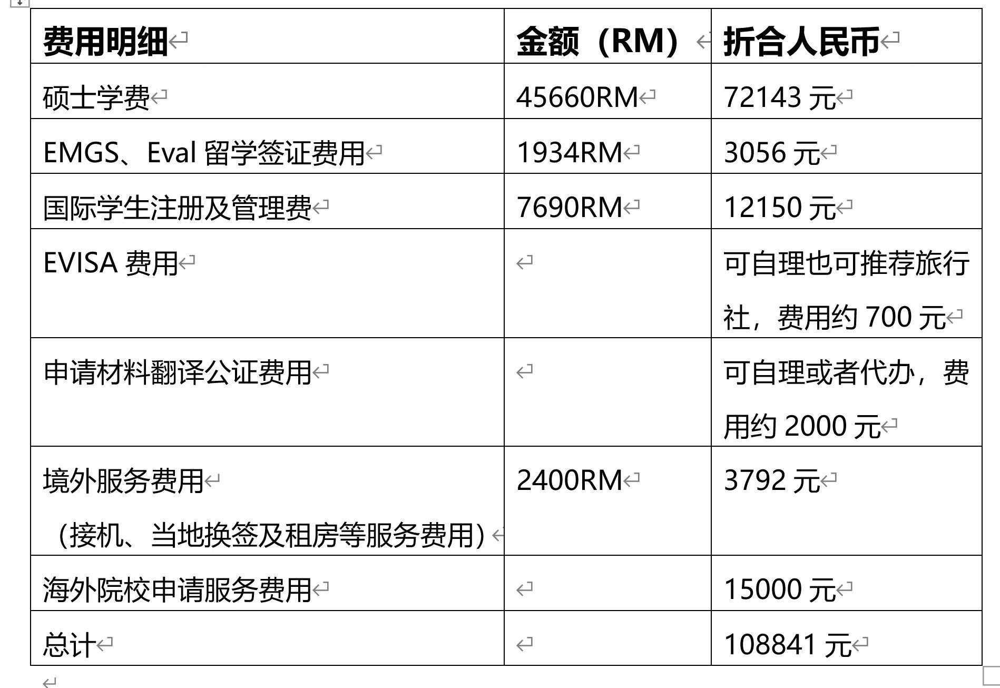 费用明细
金额（RM）
折合人民币
硕士学费
45660RM
72143 元
EMGS、Eval 留学签证费用
1934RM
3056 元
国际学生注册及管理费
7690RM
12150 元
EVISA 费用
可自理也可推荐旅行
社，费用约 700 元
申请材料翻译公证费用
可自理或者代办，费
用约 2000 元
境外服务费用
（接机、当地换签及租房等服务费用）
2400RM
3792 元
海外院校申请服务费用
15000 元
总计
108841 元